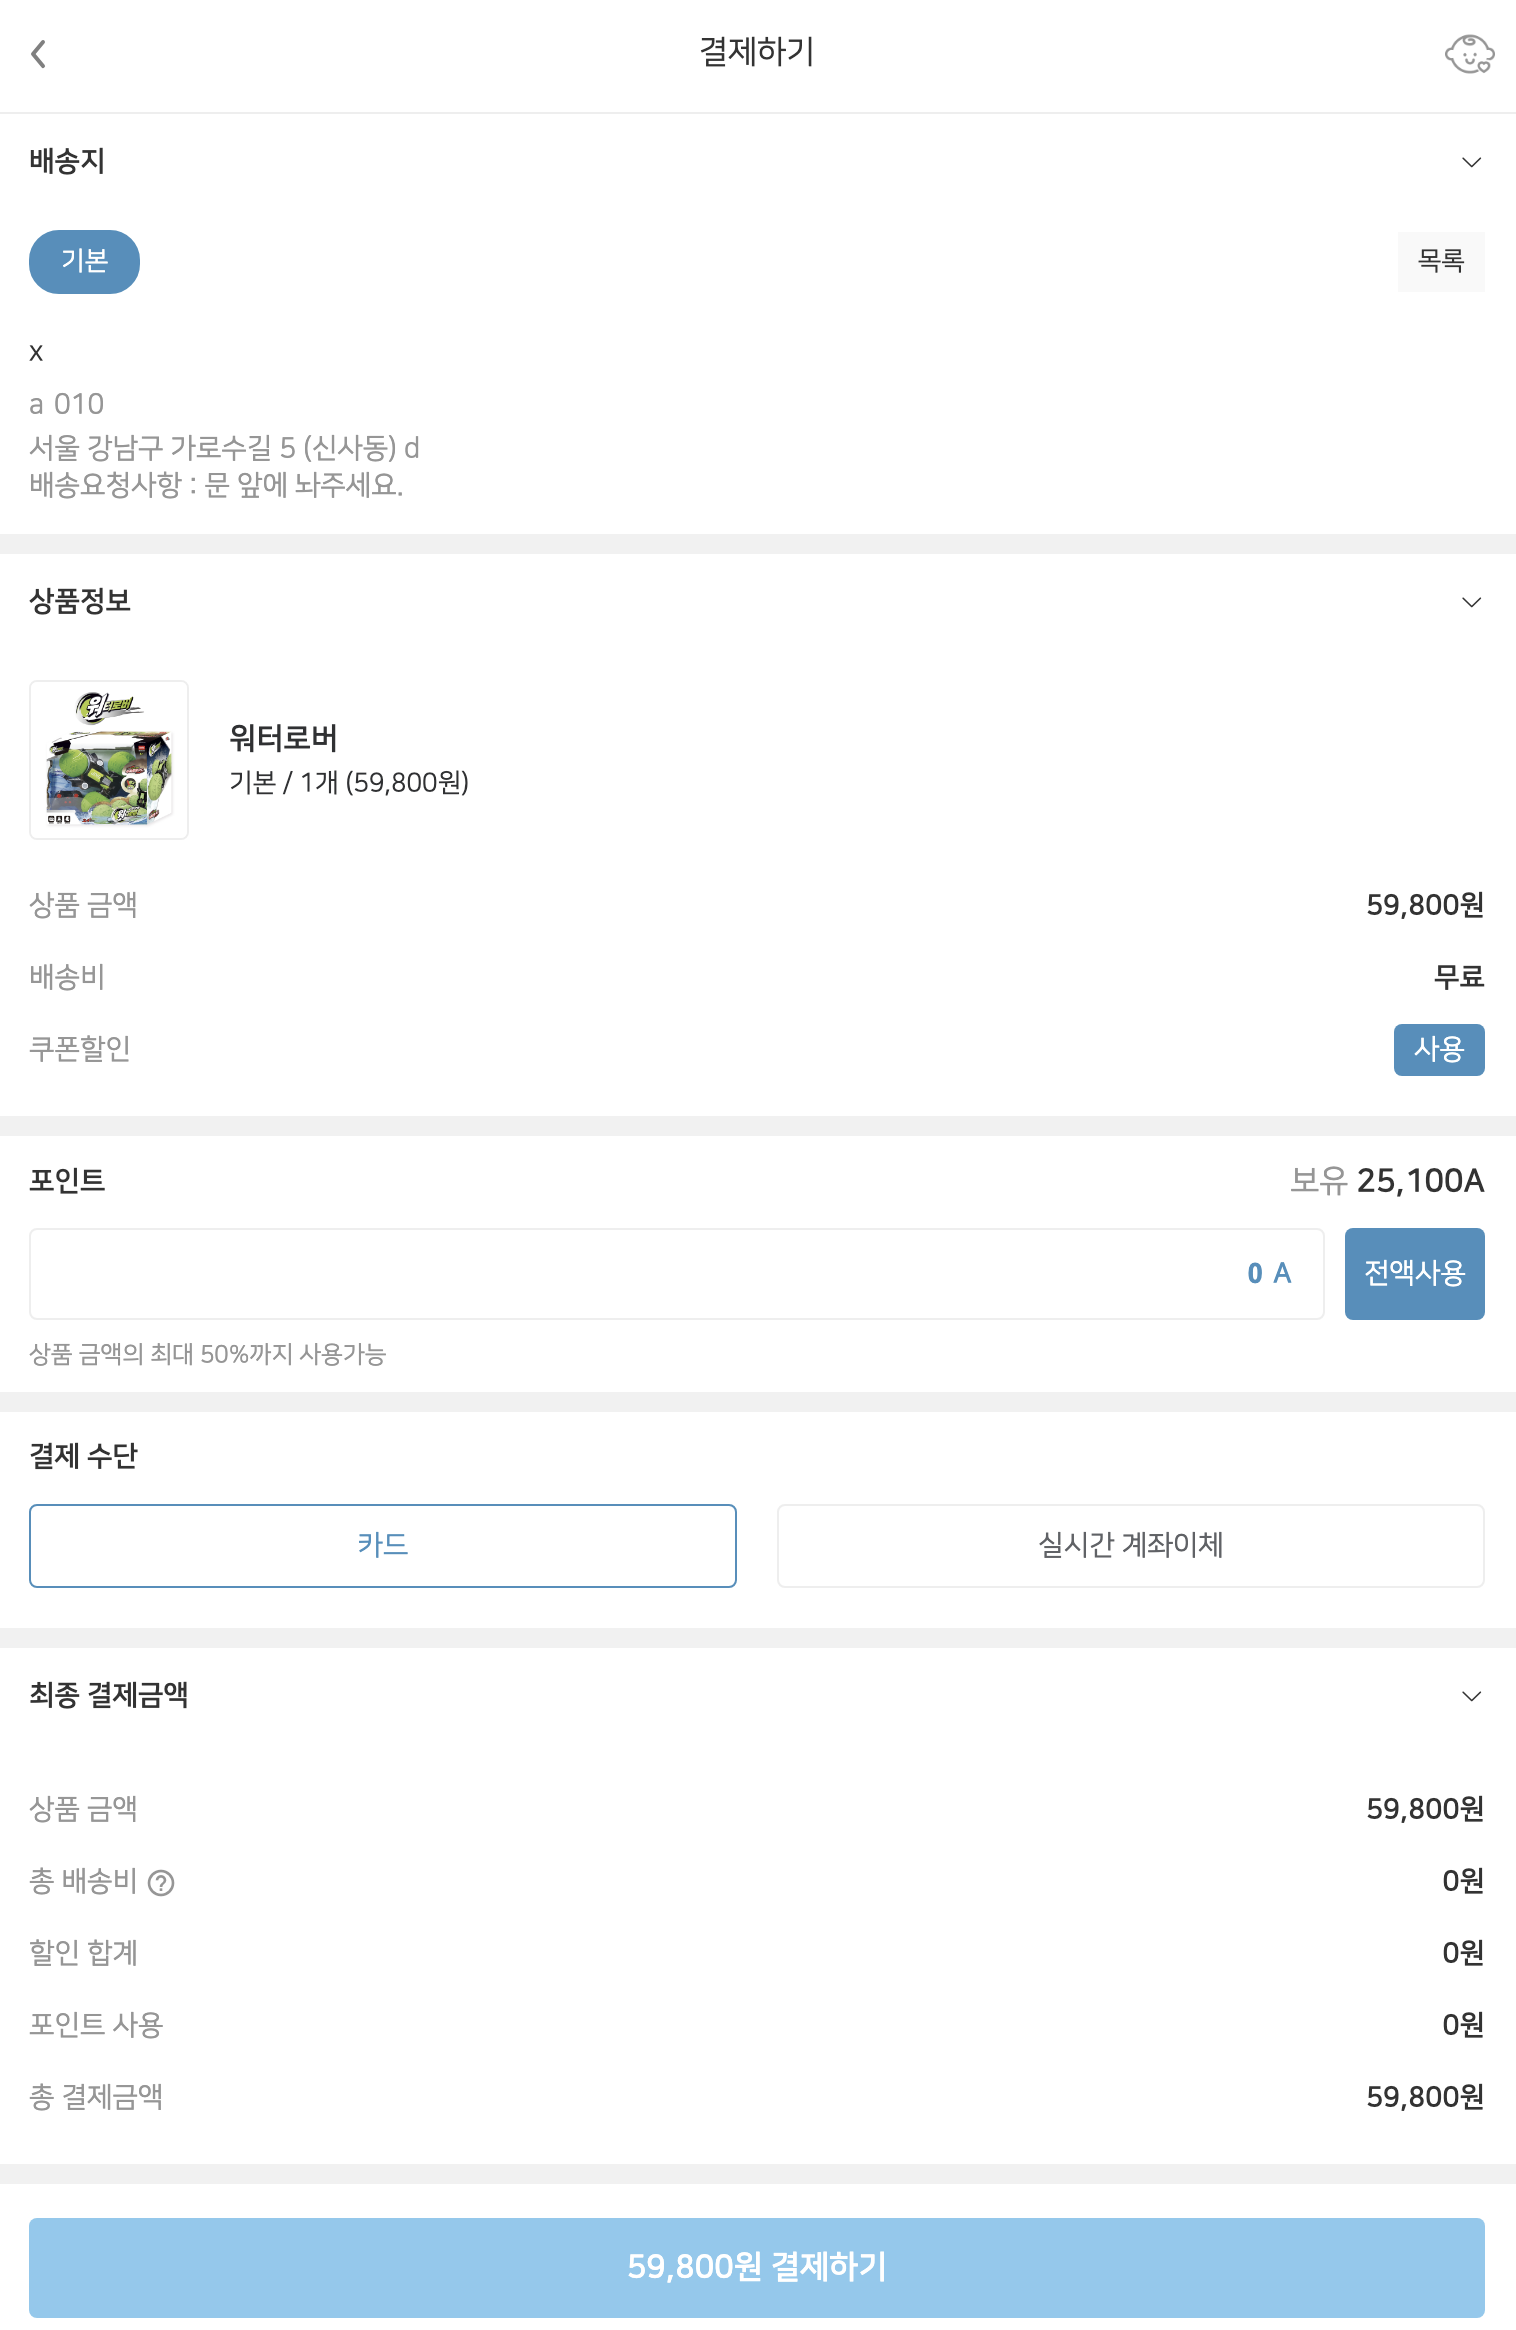 결제하기
배송지
기본
목록
x
a 010
서울 강남구 가로수길 5 (신사동) d
배송요청사항 : 문 앞에 놔주세요.
상품정보
워터로버
워터로버
기본 / 1개 (59,800원)
상품 금액 59,800원
배송비 무료
쿠폰할인 사용
포인트 보유 25,100A
0 A 전액사용
상품 금액의 최대 50%까지 사용가능
결제 수단
카드 실시간 계좌이체
최종 결제금액
상품 금액 59,800원
총 배송비 ? 0원
할인 합계 0원
포인트 사용 0원
총 결제금액 59,800원
59,800원 결제하기